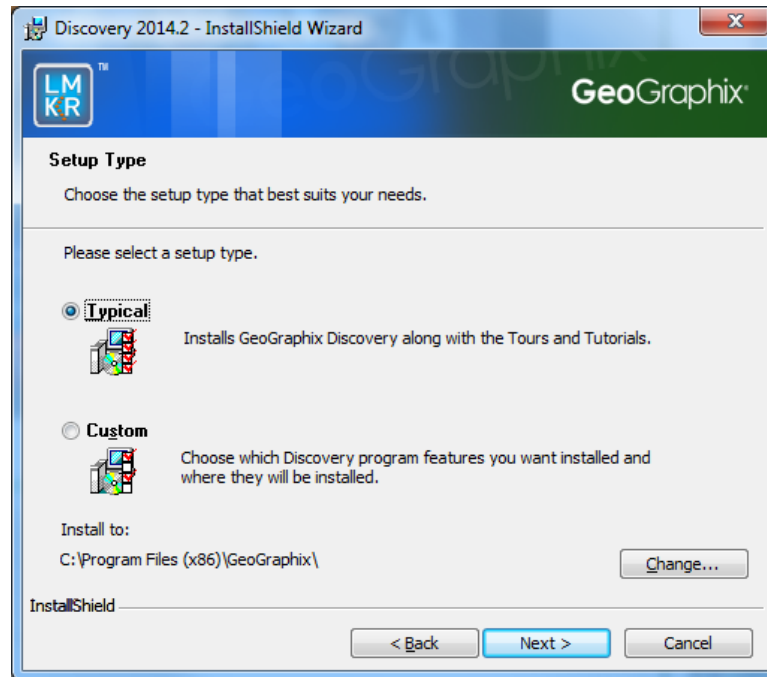 Discovery 2014.2 - InstallShield Wizard
LMKR TM
GeoGraphix
Setup Type
Choose the setup type that best suits your needs.
Please select a setup type.
Typical
Installs GeoGraphix Discovery along with the Tours and Tutorials.
Custom
Choose which Discovery program features you want installed and
where they will be installed.
Install to:
C:\Program Files (x86)\GeoGraphix\
Change...
InstallShield
< Back
Next >
Cancel